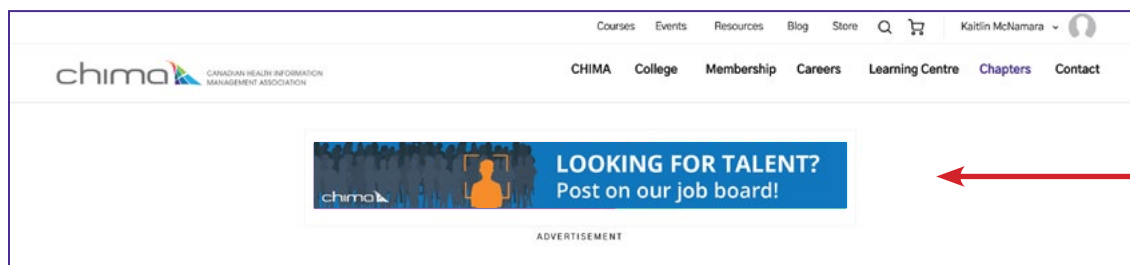 Courses Events Resources Blog Store Kaitlin McNamara
chima CANADIAN HEALTH INFORMATION
MANAGEMENT ASSOCIATION
CHIMA College Membership Careers Learning Centre Chapters Contact
LOOKING FOR TALENT?
Post on our job board!
chima
ADVERTISEMENT